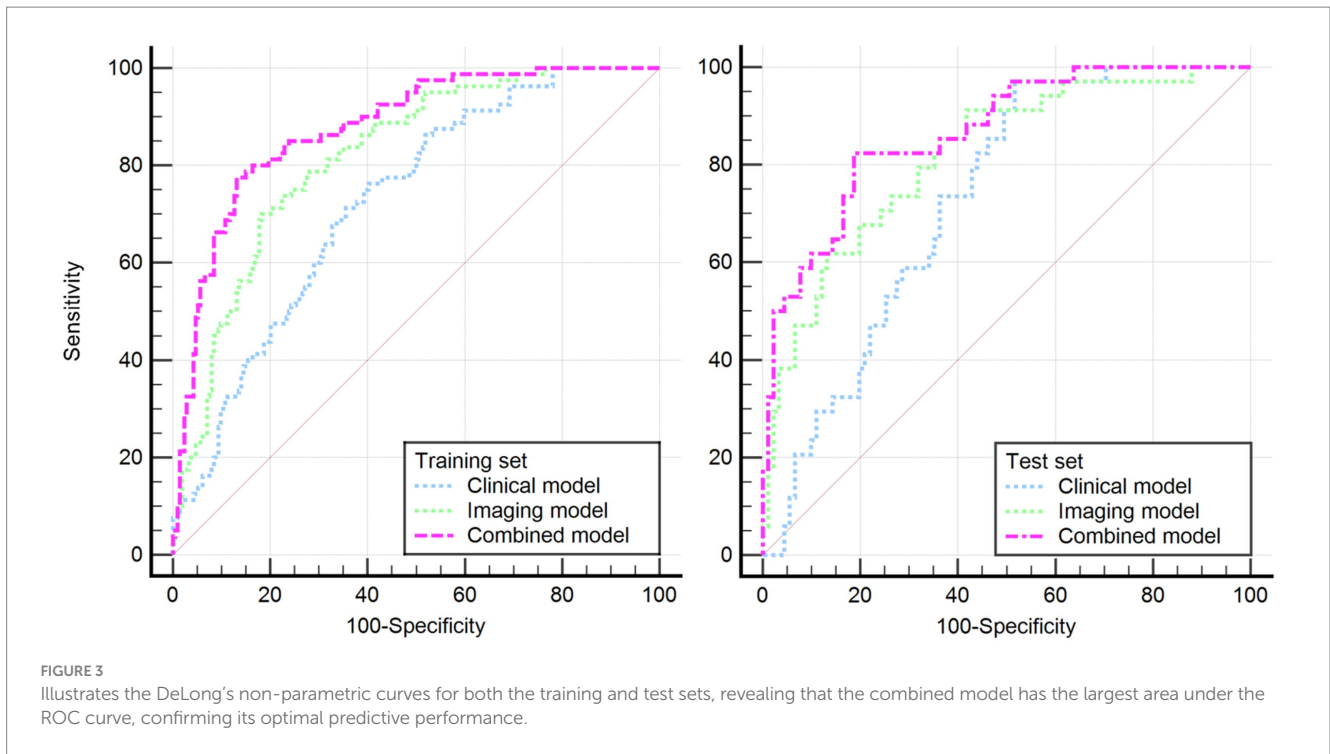 100
80
60
40
20
0
Sensitivity
Training set
Clinical model
Imaging model
Combined model
0 20 40 60 80 100
100-Specificity
100
80
60
40
20
0
Test set
Clinical model
Imaging model
Combined model
0 20 40 60 80 100
100-Specificity
FIGURE 3
Illustrates the DeLong's non-parametric curves for both the training and test sets, revealing that the combined model has the largest area under the
ROC curve, confirming its optimal predictive performance.